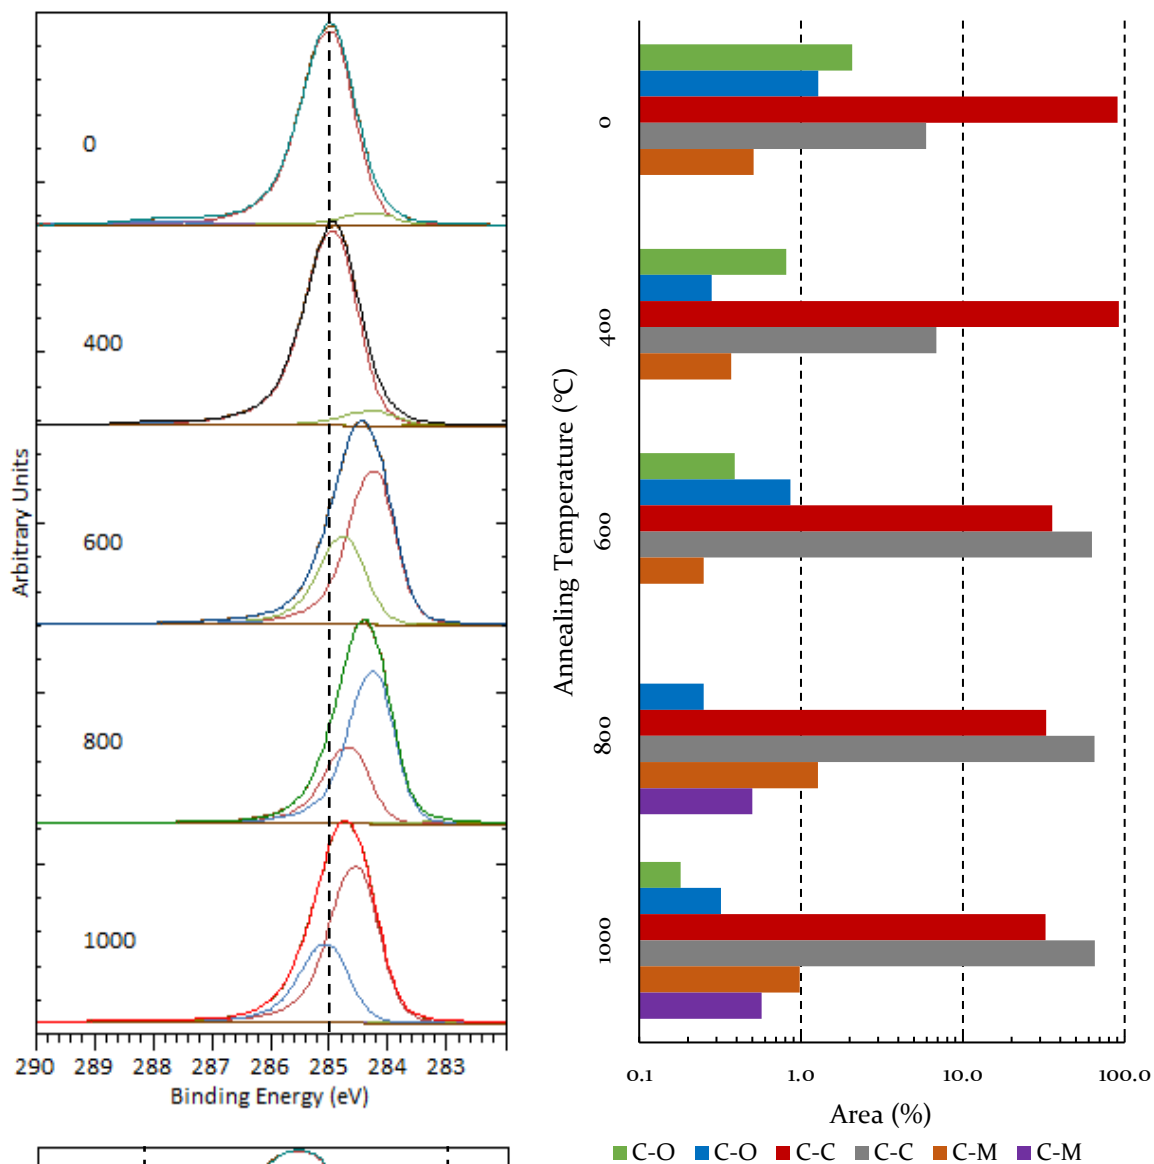 0
400
600
800
1000
Arbitrary Units
290 289 288 287 286 285 284 283
Binding Energy (eV)
Annealing Temperature (°C)
0
400
600
800
1000
0.1 1.0 10.0 100.0
Area (%)
C-O C-O C-C C-C C-M C-M